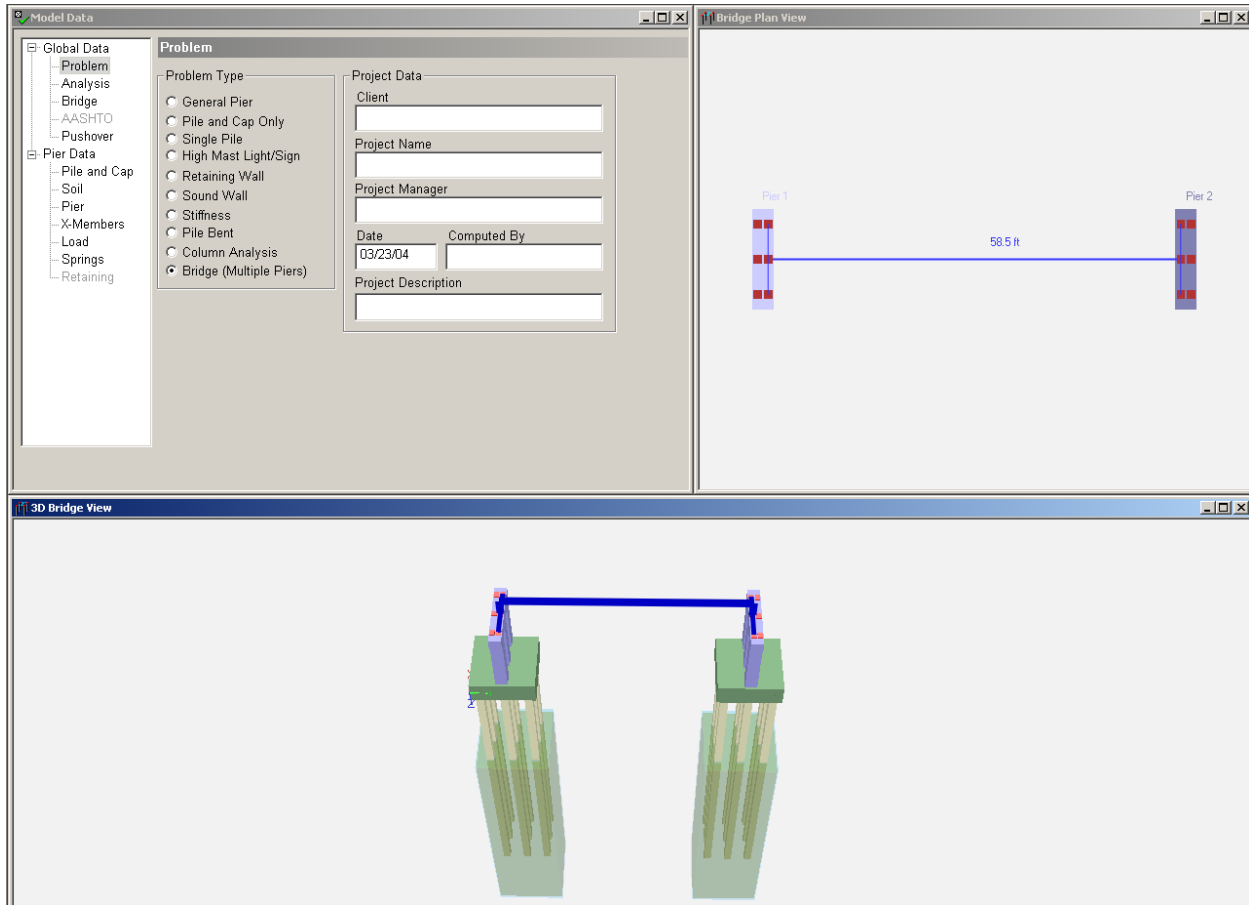 Model Data
Global Data
Problem
Analysis
Bridge
AASHTO
Pushover
Pier Data
Pile and Cap
Soil
Pier
X-Members
Load
Springs
Retaining
Problem
Problem Type
General Pier
Pile and Cap Only
Single Pile
High Mast Light/Sign
Retaining Wall
Sound Wall
Stiffness
Pile Bent
Column Analysis
Bridge (Multiple Piers)
Project Data
Client
Project Name
Project Manager
Date
Computed By
03/23/04
Project Description
Bridge Plan View
Pier 1
Pier 2
58.5 ft
3D Bridge View
Z